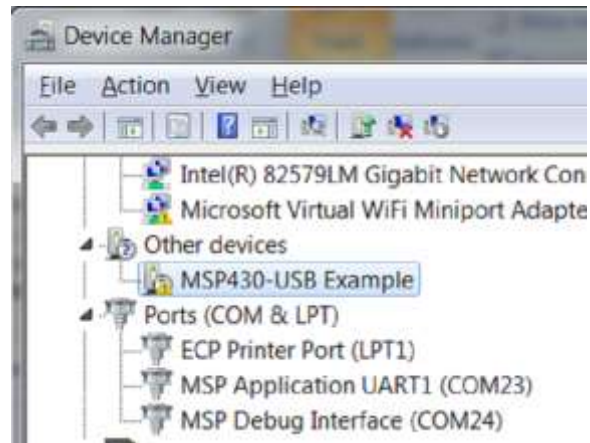 Device Manager
File Action View Help
Intel(R) 82579LM Gigabit Network Con
Microsoft Virtual WiFi Miniport Adapte
Other devices
MSP430-USB Example
Ports (COM & LPT)
ECP Printer Port (LPT1)
MSP Application UART1 (COM23)
MSP Debug Interface (COM24)